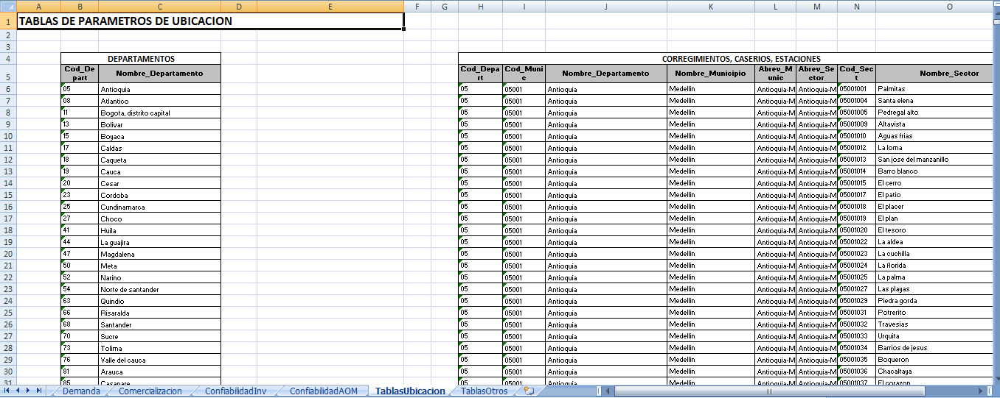 A B C D E F G H I J K L M N O
1 TABLAS DE PARAMETROS DE UBICACION
2
3
4 DEPARTAMENTOS CORREGIMIENTOS, CASERIOS, ESTACIONES
5 Cod_De part Nombre_Departamento Cod_Depa rt Cod_Muni c Nombre_Departamento Nombre_Municipio Abrev_M unic Abrev_Se ctor Cod_Sec t Nombre_Sector
6 05 Antioquia 05 05001 Antioquia Medellin Antioquia-M Antioquia-M 05001001 Palmitas
7 08 Atlantico 05 05001 Antioquia Medellin Antioquia-M Antioquia-M 05001004 Santa elena
8 11 Bogota, distrito capital 05 05001 Antioquia Medellin Antioquia-M Antioquia-M 05001005 Pedregal alto
9 13 Bolivar 05 05001 Antioquia Medellin Antioquia-M Antioquia-M 05001009 Altavista
10 15 Boyaca 05 05001 Antioquia Medellin Antioquia-M Antioquia-M 05001010 Aguas frias
11 17 Caldas 05 05001 Antioquia Medellin Antioquia-M Antioquia-M 05001012 La loma
12 18 Caqueta 05 05001 Antioquia Medellin Antioquia-M Antioquia-M 05001013 San jose del manzanillo
13 19 Cauca 05 05001 Antioquia Medellin Antioquia-M Antioquia-M 05001014 Barro blanco
14 20 Cesar 05 05001 Antioquia Medellin Antioquia-M Antioquia-M 05001015 El cerro
15 23 Cordoba 05 05001 Antioquia Medellin Antioquia-M Antioquia-M 05001017 El patio
16 25 Cundinamarca 05 05001 Antioquia Medellin Antioquia-M Antioquia-M 05001018 El placer
17 27 Choco 05 05001 Antioquia Medellin Antioquia-M Antioquia-M 05001019 El plan
18 41 Huila 05 05001 Antioquia Medellin Antioquia-M Antioquia-M 05001020 El tesoro
19 44 La guajira 05 05001 Antioquia Medellin Antioquia-M Antioquia-M 05001022 La aldea
20 47 Magdalena 05 05001 Antioquia Medellin Antioquia-M Antioquia-M 05001023 La cuchilla
21 50 Meta 05 05001 Antioquia Medellin Antioquia-M Antioquia-M 05001024 La florida
22 52 Narino 05 05001 Antioquia Medellin Antioquia-M Antioquia-M 05001025 La palma
23 54 Norte de santander 05 05001 Antioquia Medellin Antioquia-M Antioquia-M 05001027 Las playas
24 63 Quindio 05 05001 Antioquia Medellin Antioquia-M Antioquia-M 05001029 Piedra gorda
25 66 Risaralda 05 05001 Antioquia Medellin Antioquia-M Antioquia-M 05001031 Potrerito
26 68 Santander 05 05001 Antioquia Medellin Antioquia-M Antioquia-M 05001032 Travesias
27 70 Sucre 05 05001 Antioquia Medellin Antioquia-M Antioquia-M 05001033 Urquita
28 73 Tolima 05 05001 Antioquia Medellin Antioquia-M Antioquia-M 05001034 Barrios de jesus
29 76 Valle del cauca 05 05001 Antioquia Medellin Antioquia-M Antioquia-M 05001035 Boqueron
30 81 Arauca 05 05001 Antioquia Medellin Antioquia-M Antioquia-M 05001036 Chacaltaya
31 85 Casanare 05 05001 Antioquia Medellin Antioquia-M Antioquia-M 05001037 El corazon
Demanda Comercializacion ConfiabilidadInv ConfiabilidadAOM TablasUbicacion TablasOtros